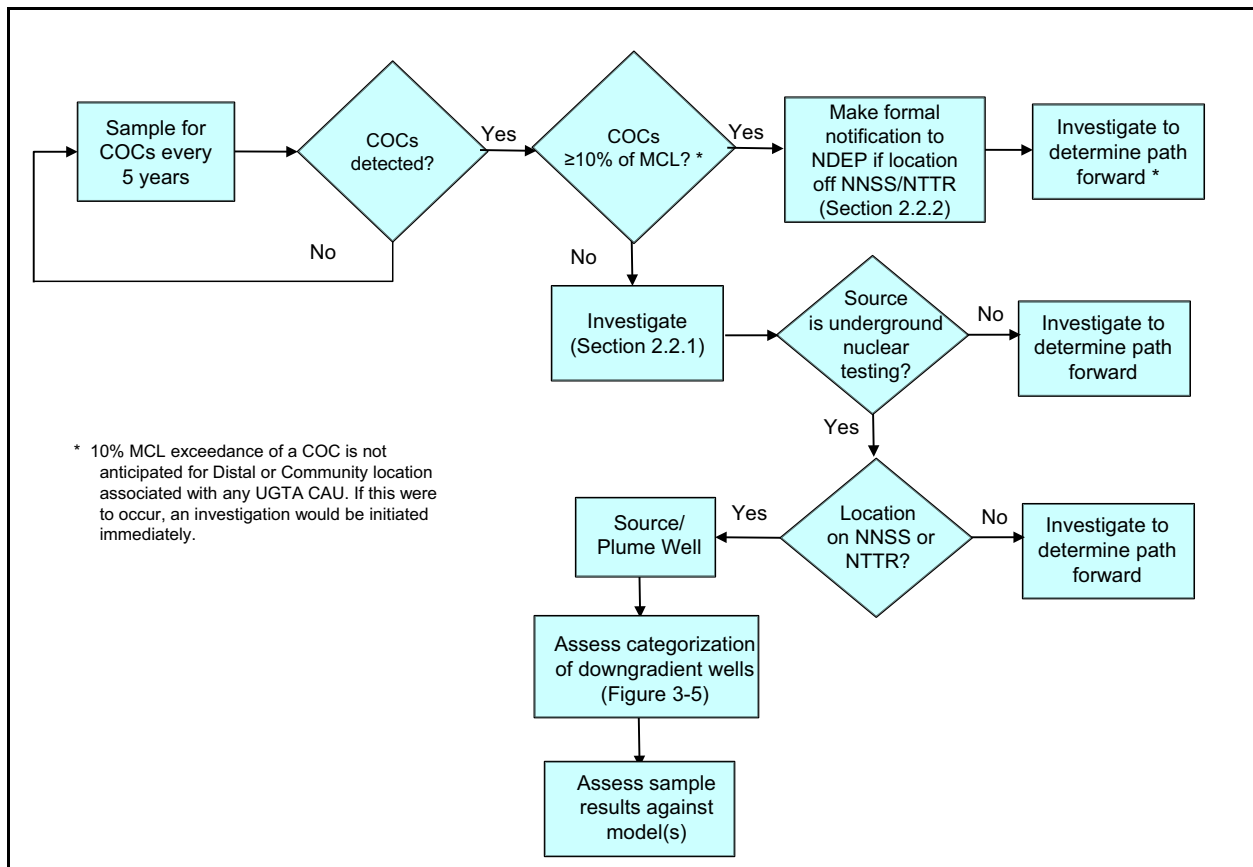 Sample for
COCs every
5 years
COCs
detected?
Yes
No
COCs
≥10% of MCL? *
Yes
No
Make formal
notification to
NDEP if location
off NNSS/NTTR
(Section 2.2.2)
Investigate to
determine path
forward *
Investigate
(Section 2.2.1)
Source
is underground
nuclear
testing?
No
Yes
Investigate to
determine path
forward
Location
on NNSS or
NTTR?
Yes
No
Investigate to
determine path
forward
Source/
Plume Well
Assess categorization
of downgradient wells
(Figure 3-5)
Assess sample
results against
model(s)
* 10% MCL exceedance of a COC is not
anticipated for Distal or Community location
associated with any UGTA CAU. If this were
to occur, an investigation would be initiated
immediately.